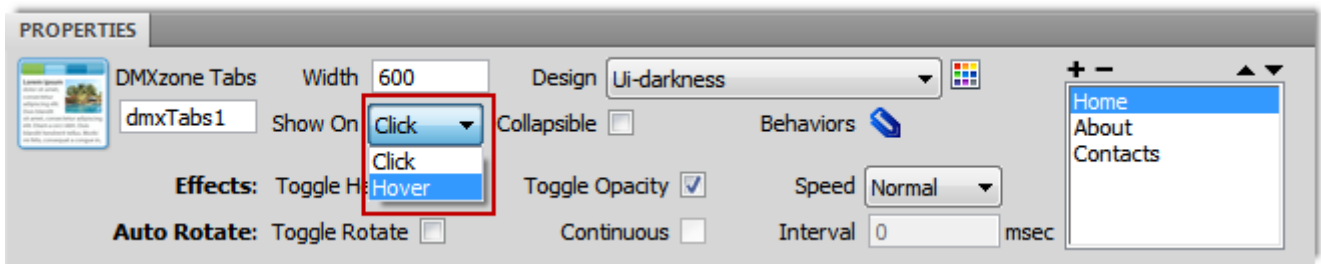 PROPERTIES
DMXzone Tabs Width 600 Design Ui-darkness
dmxTabs1 Show On Click Collapsible Behaviors
Home
About
Contacts
Click
Hover
Effects: Toggle He Toggle Opacity Speed Normal
Auto Rotate: Toggle Rotate Continuous Interval 0 msec